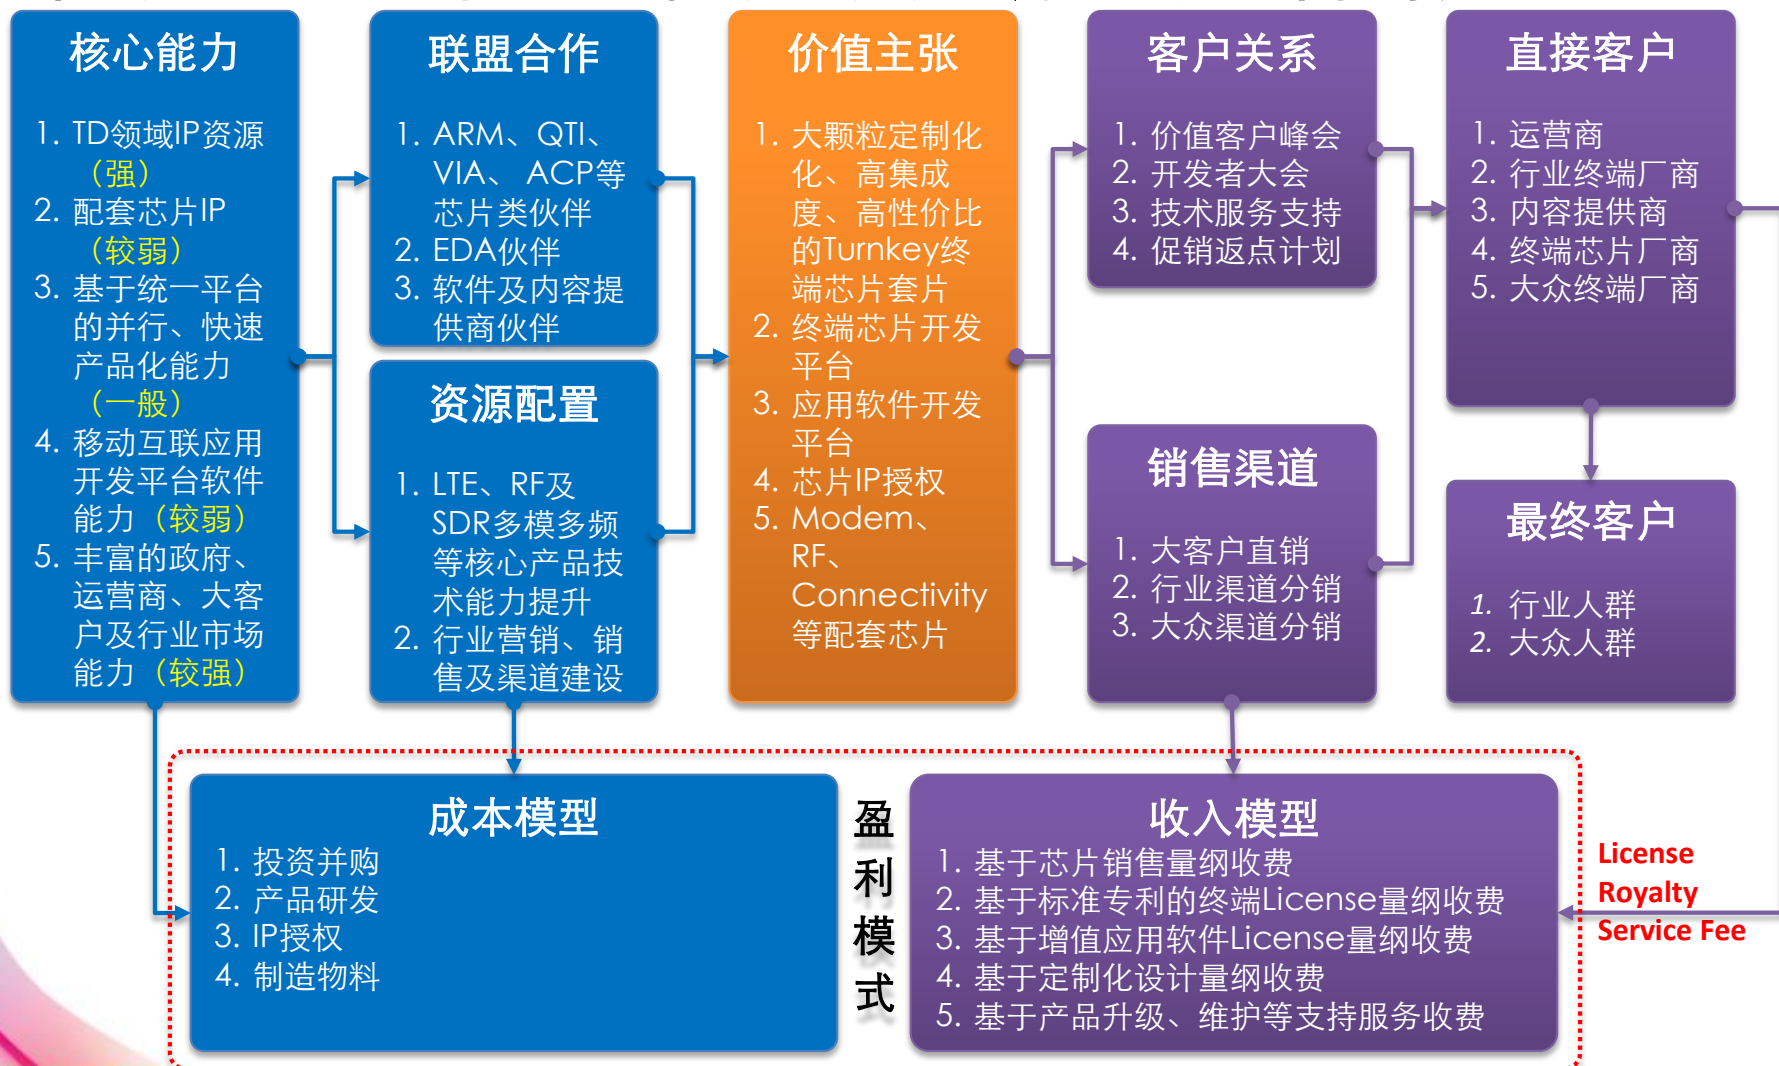 核心能力
1. TD领域IP资源
（强）
2. 配套芯片IP
（较弱）
3. 基于统一平台
的并行、快速
产品化能力
（一般）
4. 移动互联应用
开发平台软件
能力（较弱）
5. 丰富的政府、
运营商、大客
户及行业市场
能力（较强）
联盟合作
1. ARM、QTI、
VIA、 ACP等
芯片类伙伴
2. EDA伙伴
3. 软件及内容提
供商伙伴
资源配置
1. LTE、RF及
SDR多模多频
等核心产品技
术能力提升
2. 行业营销、销
售及渠道建设
价值主张
1. 大颗粒定制化
化、高集成
度、高性价比
的Turnkey终
端芯片套片
2. 终端芯片开发
平台
3. 应用软件开发
平台
4. 芯片IP授权
5. Modem、
RF、
Connectivity
等配套芯片
客户关系
1. 价值客户峰会
2. 开发者大会
3. 技术服务支持
4. 促销返点计划
销售渠道
1. 大客户直销
2. 行业渠道分销
3. 大众渠道分销
直接客户
1. 运营商
2. 行业终端厂商
3. 内容提供商
4. 终端芯片厂商
5. 大众终端厂商
最终客户
1. 行业人群
2. 大众人群
成本模型
1. 投资并购
2. 产品研发
3. IP授权
4. 制造物料
盈
利
模
式
收入模型
1. 基于芯片销售量纲收费
2. 基于标准专利的终端License量纲收费
3. 基于增值应用软件License量纲收费
4. 基于定制化设计量纲收费
5. 基于产品升级、维护等支持服务收费
License
Royalty
Service Fee